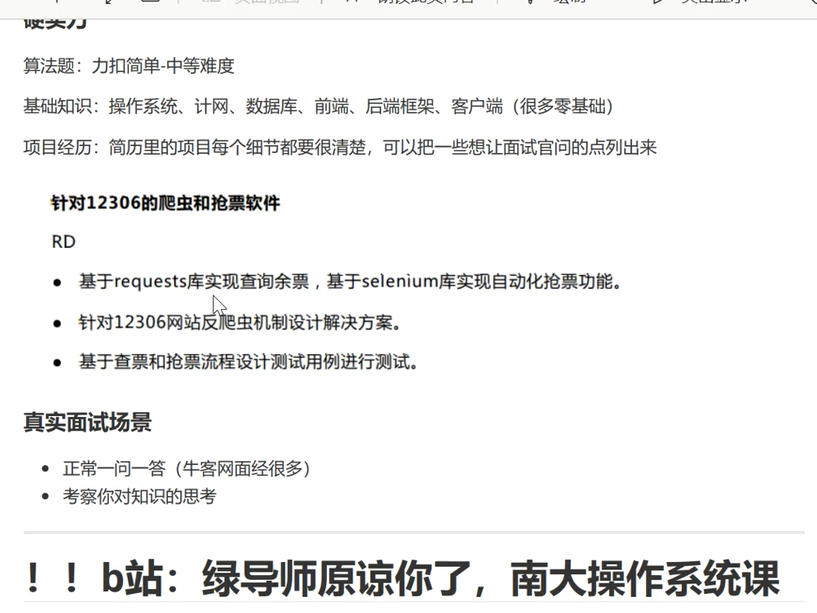 硬实力
算法题：力扣简单-中等难度
基础知识：操作系统、计网、数据库、前端、后端框架、客户端（很多零基础）
项目经历：简历里的项目每个细节都要很清楚，可以把一些想让面试官问的点列出来
针对12306的爬虫和抢票软件
RD
基于requests库实现查询余票，基于selenium库实现自动化抢票功能。
针对12306网站反爬虫机制设计解决方案。
基于查票和抢票流程设计测试用例进行测试。
真实面试场景
正常一问一答（牛客网面经很多）
考察你对知识的思考
！！b站：绿导师原谅你了，南大操作系统课